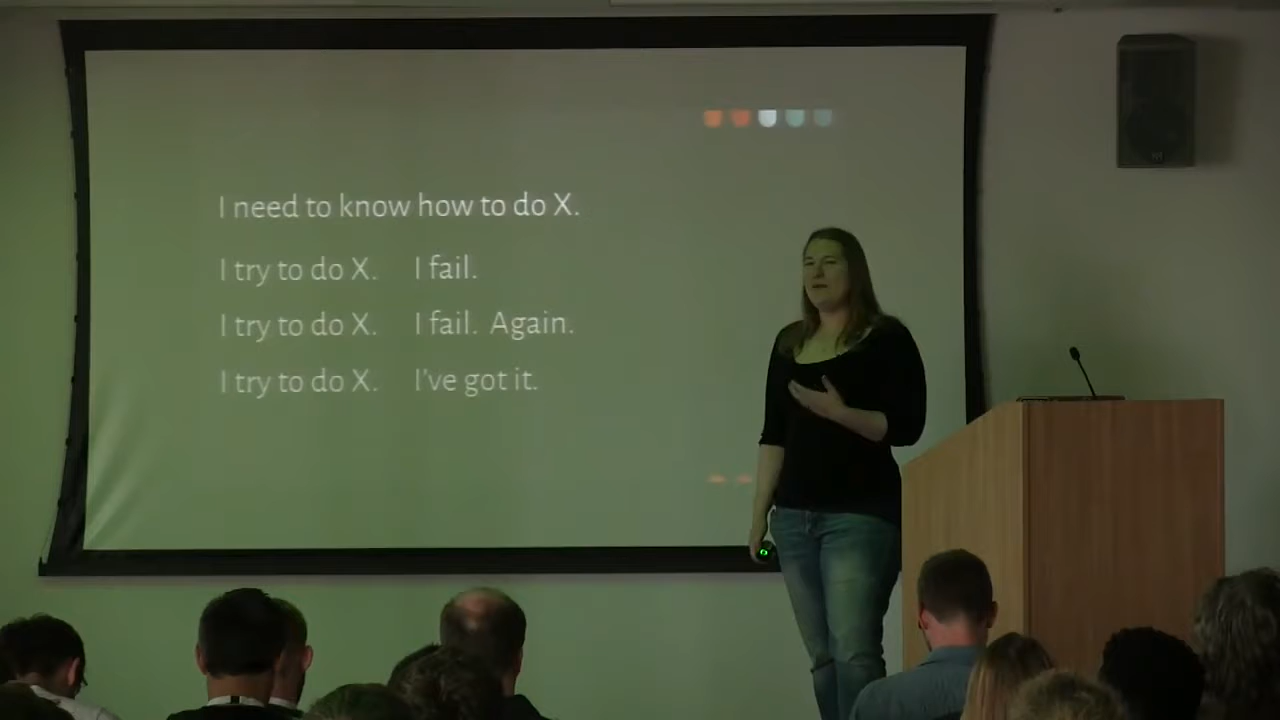 I need to know how to do X.
I try to do X. I fail.
I try to do X. I fail. Again.
I try to do X. I've got it.